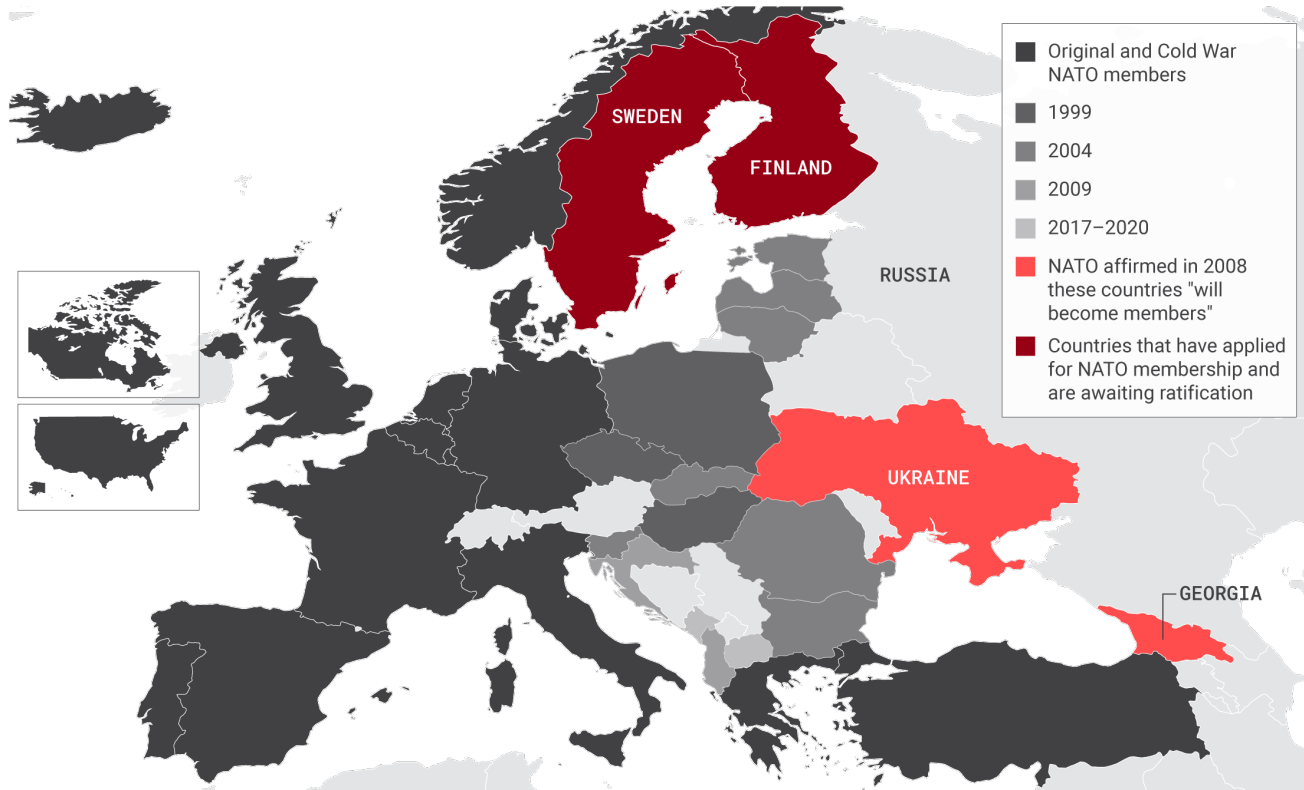 Original and Cold War
NATO members
1999
2004
2009
2017–2020
NATO affirmed in 2008
these countries "will
become members"
Countries that have applied
for NATO membership and
are awaiting ratification
SWEDEN
FINLAND
RUSSIA
UKRAINE
GEORGIA